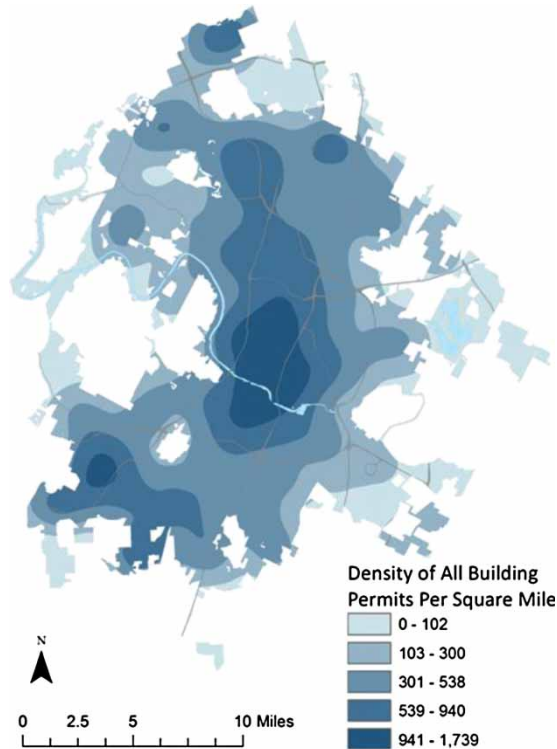 Density of All Building
Permits Per Square Mile
0 - 102
103 - 300
301 - 538
539 - 940
941 - 1,739
N
0 2.5 5 10 Miles